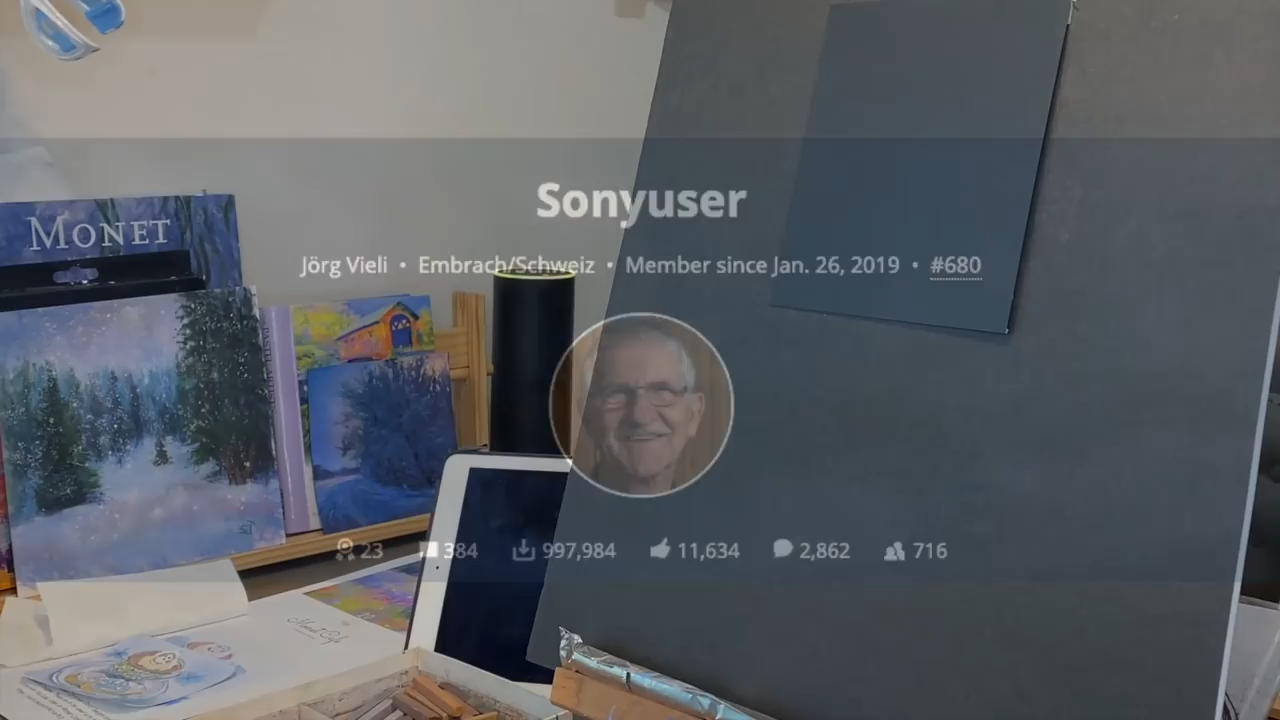 Sonyuser
MONET
Jörg Vieli • Embrach/Schweiz • Member since Jan. 26, 2019 • #680
23 384 997,984 11,634 2,862 716